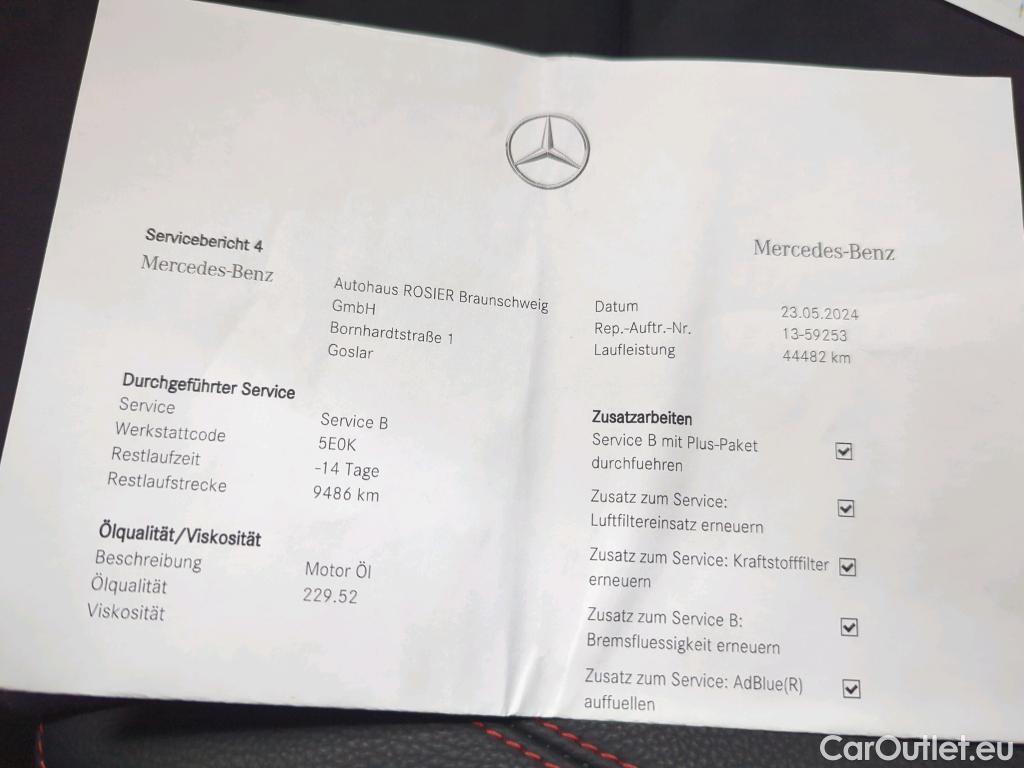 Servicebericht 4
Mercedes-Benz
Mercedes-Benz
Autohaus ROSIER Braunschweig
GmbH
Bornhardtstraße 1
Goslar
Datum 23.05.2024
Rep.-Auftr.-Nr. 13-59253
Laufleistung 44482 km
Durchgeführter Service
Service Service B
Werkstattcode 5E0K
Restlaufzeit -14 Tage
Restlaufstrecke 9486 km
Ölqualität/Viskosität
Beschreibung Motor Öl
Ölqualität 229.52
Viskosität
Zusatzarbeiten
Service B mit Plus-Paket
durchfuehren
Zusatz zum Service:
Luftfiltereinsatz erneuern
Zusatz zum Service: Kraftstofffilter
erneuern
Zusatz zum Service B:
Bremsfluessigkeit erneuern
Zusatz zum Service: AdBlue(R)
auffuellen
CarOutlet.eu